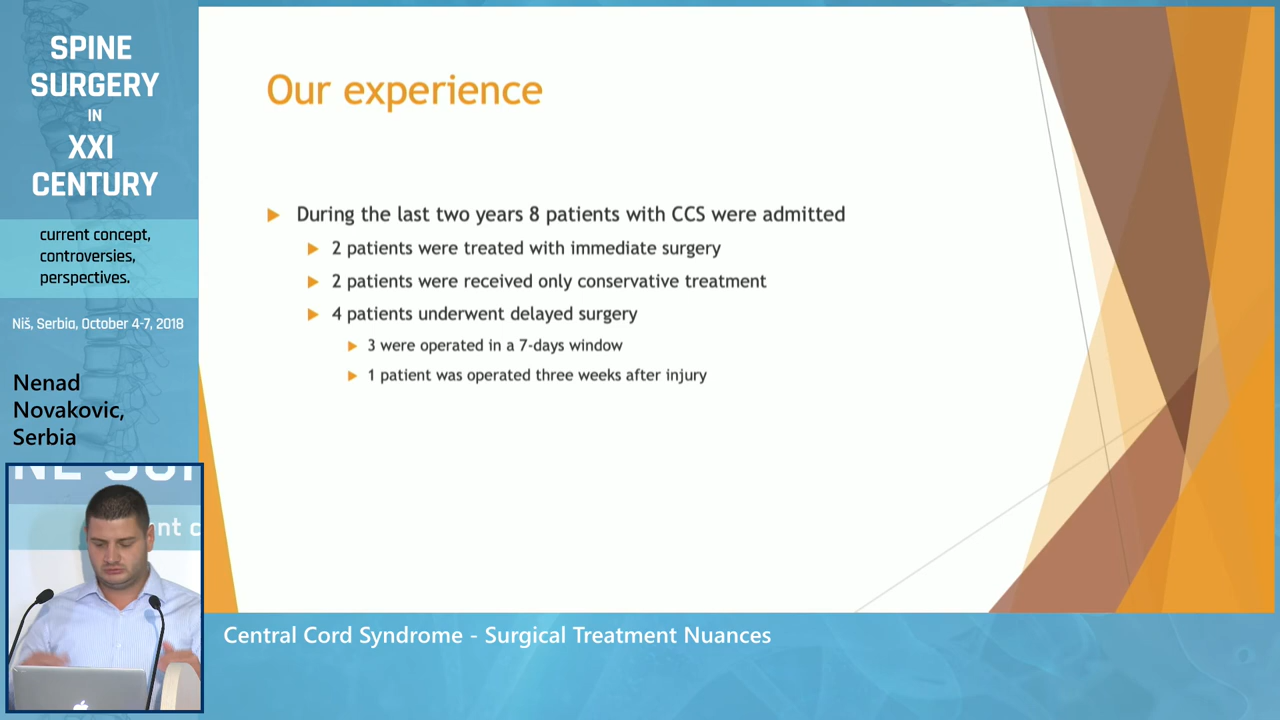 SPINE
SURGERY
IN
XXI
CENTURY
current concept,
controversies,
perspectives.
Niš, Serbia, October 4-7, 2018
Nenad
Novakovic,
Serbia
Our experience
During the last two years 8 patients with CCS were admitted
2 patients were treated with immediate surgery
2 patients were received only conservative treatment
4 patients underwent delayed surgery
3 were operated in a 7-days window
1 patient was operated three weeks after injury
Central Cord Syndrome - Surgical Treatment Nuances